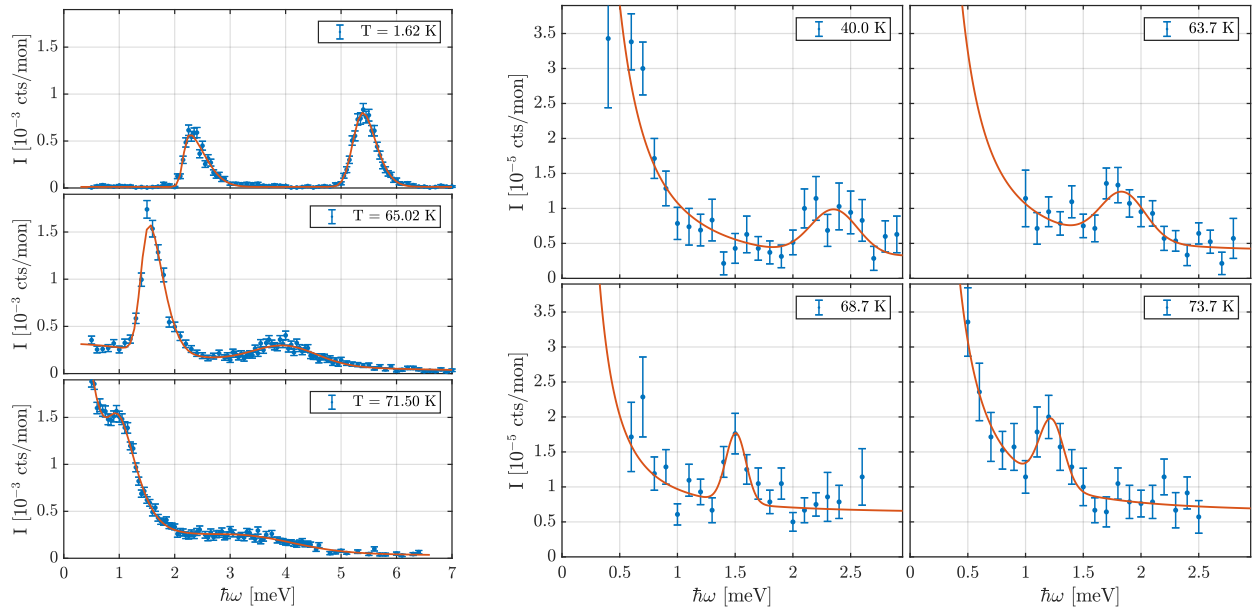 T = 1.62 K
I [10⁻³ cts/mon]
0
0.5
1
1.5
T = 65.02 K
I [10⁻³ cts/mon]
0
0.5
1
1.5
T = 71.50 K
I [10⁻³ cts/mon]
0
0.5
1
1.5
0 1 2 3 4 5 6 7
ħω [meV]
40.0 K
I [10⁻⁵ cts/mon]
0
0.5
1
1.5
2
2.5
3
3.5
63.7 K
68.7 K
I [10⁻⁵ cts/mon]
0
0.5
1
1.5
2
2.5
3
3.5
0 0.5 1 1.5 2 2.5
ħω [meV]
73.7 K
0 0.5 1 1.5 2 2.5
ħω [meV]